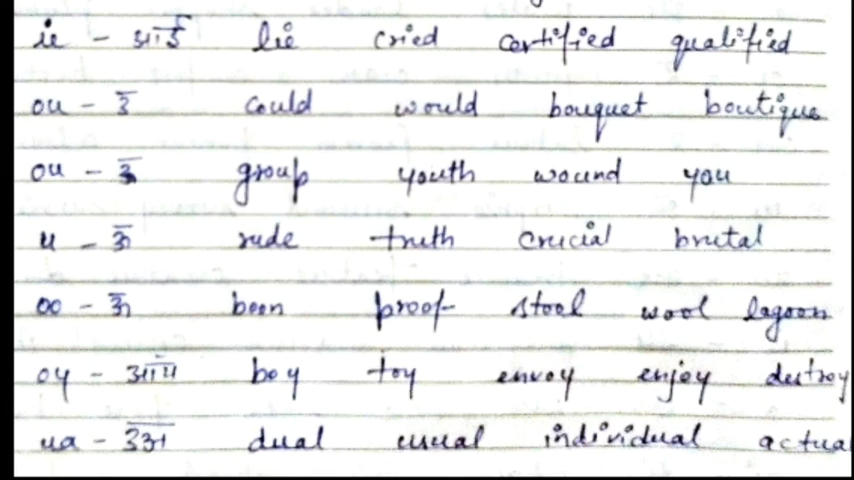 ie - आई lie cried certified qualified
ou - उ could would bouquet boutique
ou - group youth wound you
u - ऊ rude truth crucial brutal
oo - ऊ boon proof stool wool lagoon
oy - आय boy toy envoy enjoy destroy
ua - उअ dual usual individual actua